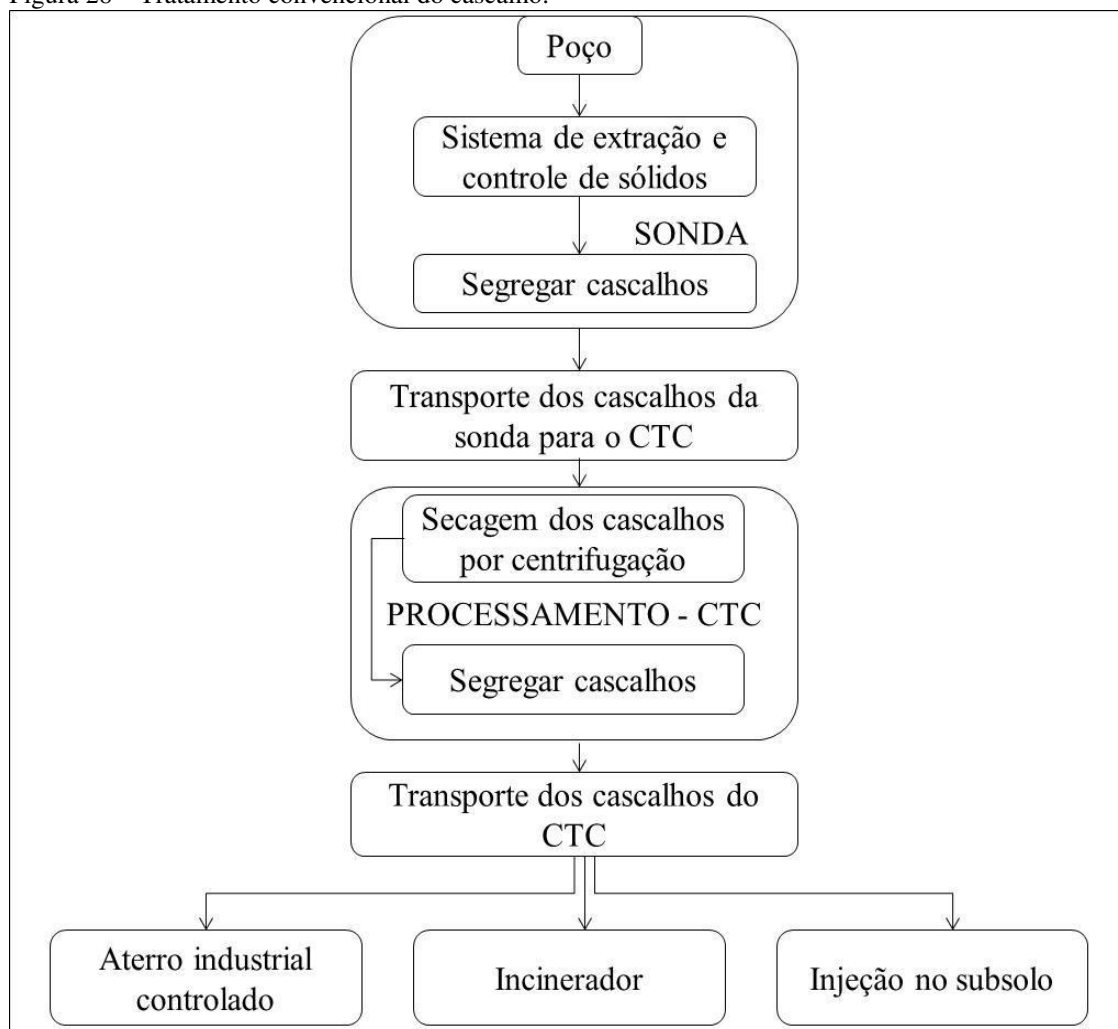 Figura 28 – Tratamento convencional do cascalho.
Poço
Sistema de extração e
controle de sólidos
SONDA
Segregar cascalhos
Transporte dos cascalhos da
sonda para o CTC
Secagem dos cascalhos
por centrifugação
PROCESSAMENTO - CTC
Segregar cascalhos
Transporte dos cascalhos do
CTC
Aterro industrial
controlado
Incinerador
Injeção no subsolo